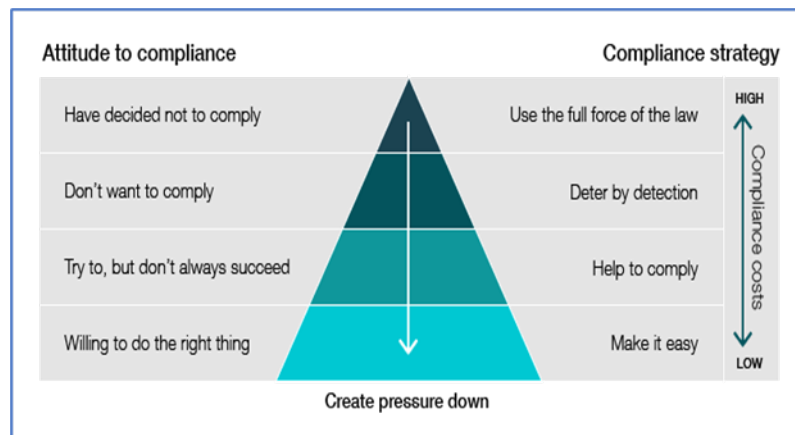 Attitude to compliance
Compliance strategy
Have decided not to comply
Use the full force of the law
HIGH
Don't want to comply
Deter by detection
Compliance costs
Try to, but don't always succeed
Help to comply
Willing to do the right thing
Make it easy
LOW
Create pressure down